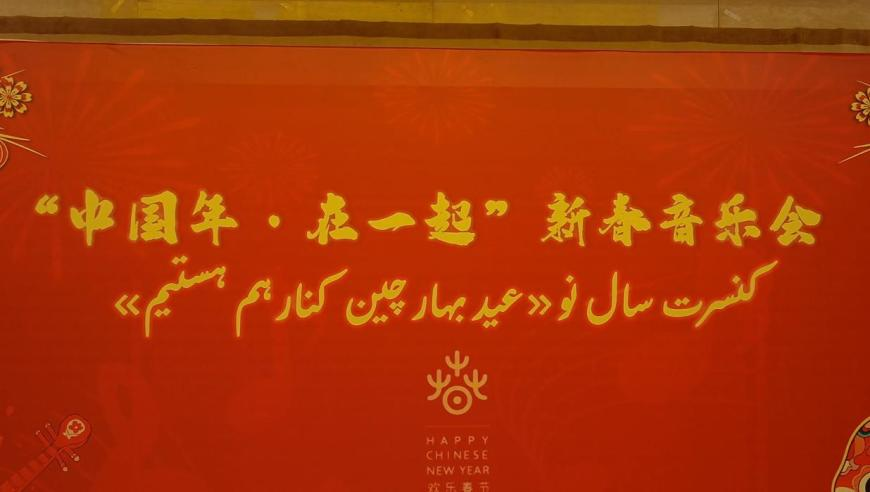 “中国年·在一起”新春音乐会
کنسرت سال نو «عید بهار چین کنار هم هستیم»
HAPPY
CHINESE
NEW YEAR
欢乐春节